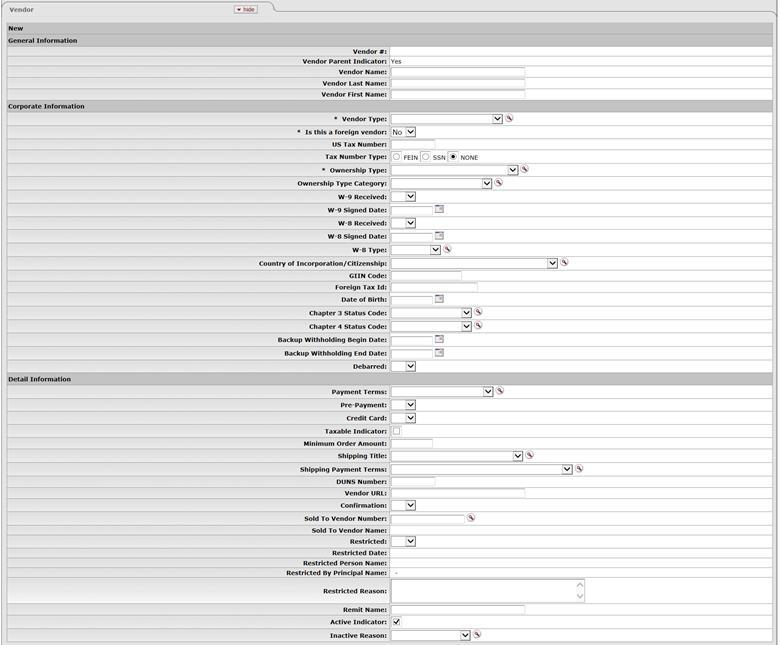 Vendor
hide
New
General Information
Vendor #:
Vendor Parent Indicator: Yes
Vendor Name:
Vendor Last Name:
Vendor First Name:
Corporate Information
* Vendor Type:
* Is this a foreign vendor: No
US Tax Number:
Tax Number Type: FEIN SSN NONE
* Ownership Type:
Ownership Type Category:
W-9 Received:
W-9 Signed Date:
W-8 Received:
W-8 Signed Date:
W-8 Type:
Country of Incorporation/Citizenship:
GIIN Code:
Foreign Tax Id:
Date of Birth:
Chapter 3 Status Code:
Chapter 4 Status Code:
Backup Withholding Begin Date:
Backup Withholding End Date:
Debarred:
Detail Information
Payment Terms:
Pre-Payment:
Credit Card:
Taxable Indicator:
Minimum Order Amount:
Shipping Title:
Shipping Payment Terms:
DUNS Number:
Vendor URL:
Confirmation:
Sold To Vendor Number:
Sold To Vendor Name:
Restricted:
Restricted Date:
Restricted Person Name:
Restricted By Principal Name: -
Restricted Reason:
Remit Name:
Active Indicator:
Inactive Reason: